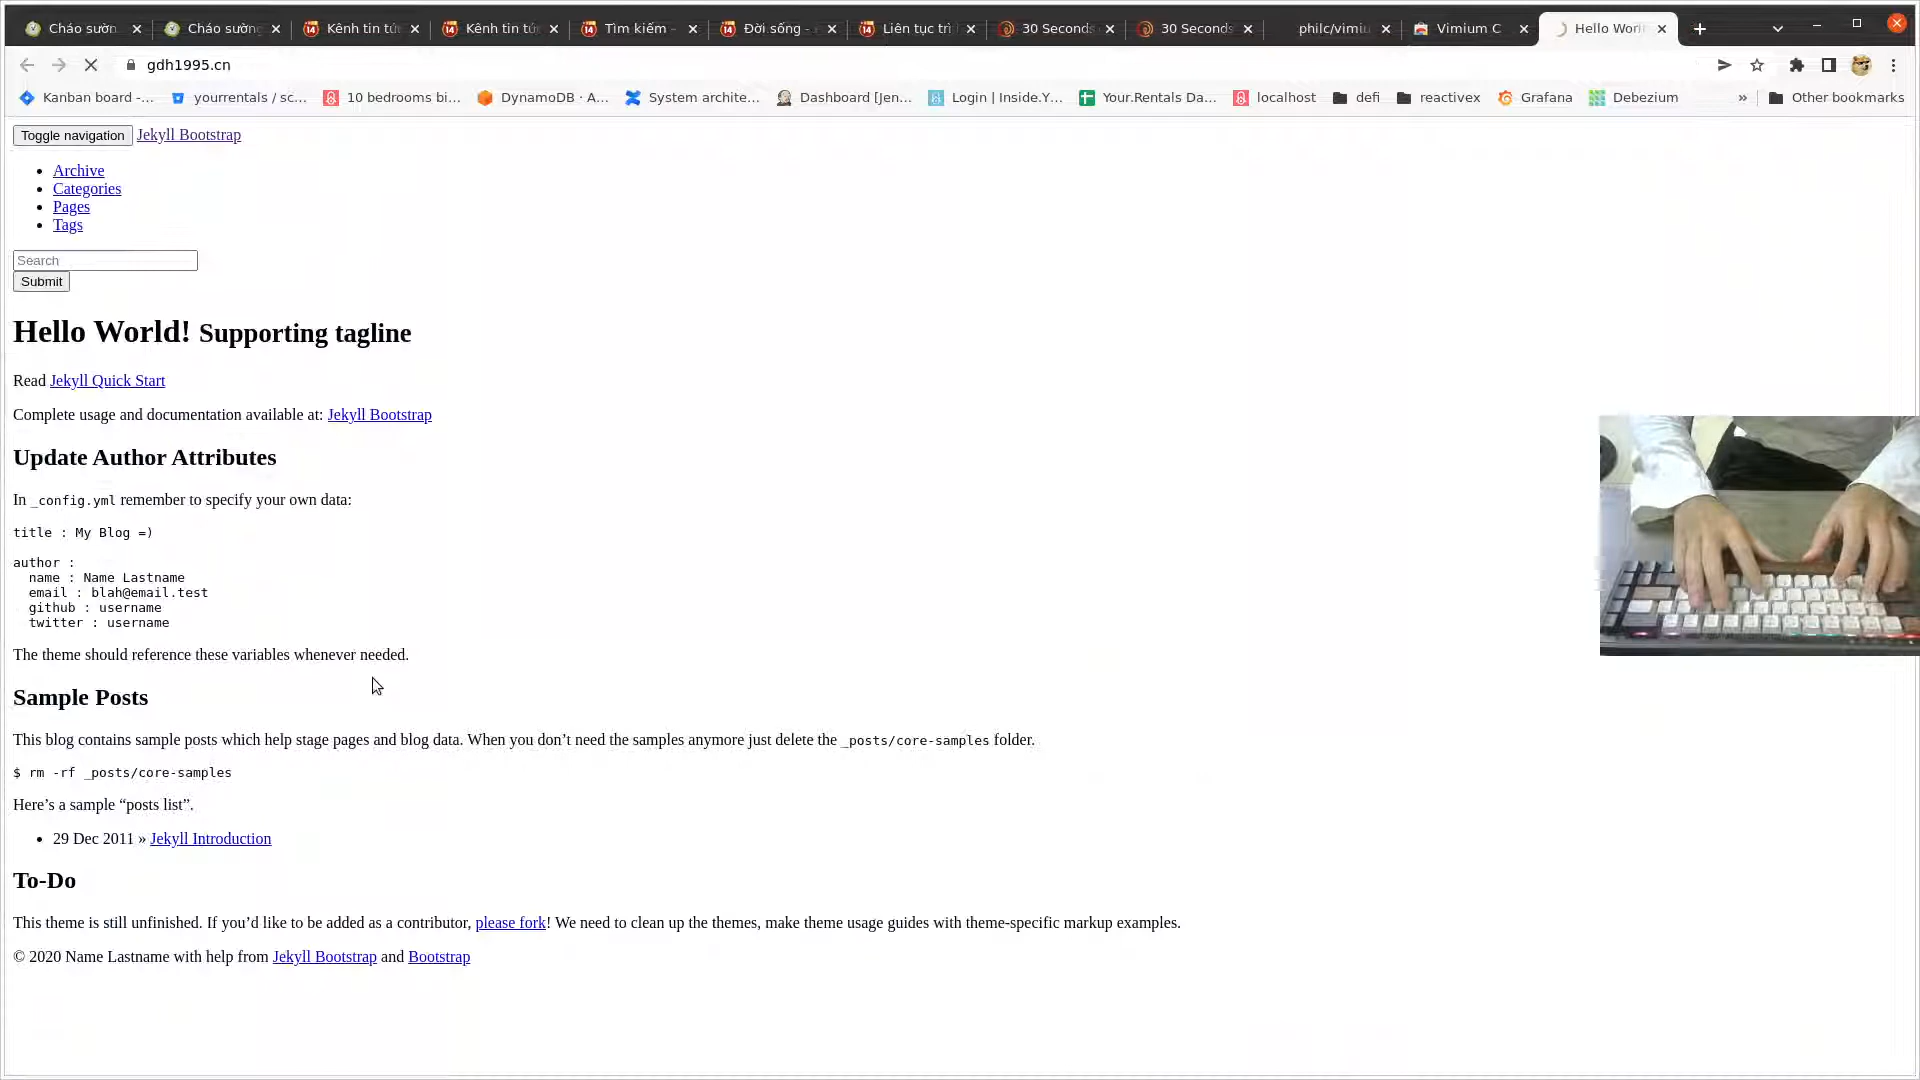 Cháo sườn
Cháo sườn
Kênh tin tức
Kênh tin tức
Tìm kiếm -
Đời sống -
Liên tục trì
30 Seconds
30 Seconds
philc/vimiu
Vimium C
Hello Worl
gdh1995.cn
Kanban board -...
yourrentals / sc...
10 bedrooms bi...
DynamoDB · A...
System archite...
Dashboard [Jen...
Login | Inside.Y...
Your.Rentals Da...
localhost
defi
reactivex
Grafana
Debezium
»
Other bookmarks
Toggle navigation Jekyll Bootstrap
• Archive
• Categories
• Pages
• Tags
Search
Submit
Hello World! Supporting tagline
Read Jekyll Quick Start
Complete usage and documentation available at: Jekyll Bootstrap
Update Author Attributes
In _config.yml remember to specify your own data:
title : My Blog =)
author :
name : Name Lastname
email : blah@email.test
github : username
twitter : username
The theme should reference these variables whenever needed.
Sample Posts
This blog contains sample posts which help stage pages and blog data. When you don’t need the samples anymore just delete the _posts/core-samples folder.
$ rm -rf _posts/core-samples
Here’s a sample “posts list”.
• 29 Dec 2011 » Jekyll Introduction
To-Do
This theme is still unfinished. If you’d like to be added as a contributor, please fork! We need to clean up the themes, make theme usage guides with theme-specific markup examples.
© 2020 Name Lastname with help from Jekyll Bootstrap and Bootstrap